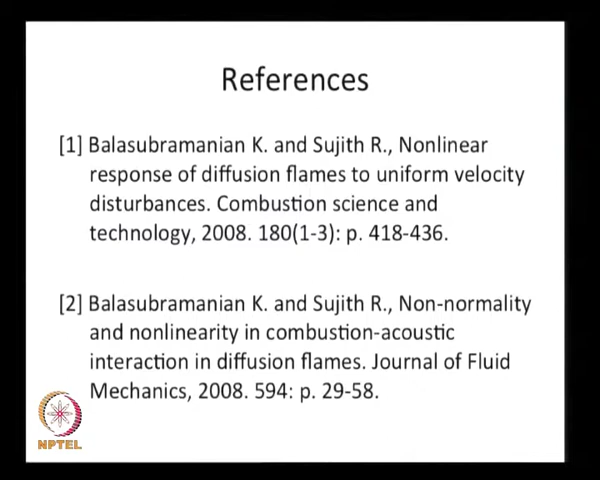 References
[1] Balasubramanian K. and Sujith R., Nonlinear
response of diffusion flames to uniform velocity
disturbances. Combustion science and
technology, 2008. 180(1-3): p. 418-436.
[2] Balasubramanian K. and Sujith R., Non-normality
and nonlinearity in combustion-acoustic
interaction in diffusion flames. Journal of Fluid
Mechanics, 2008. 594: p. 29-58.
NPTEL